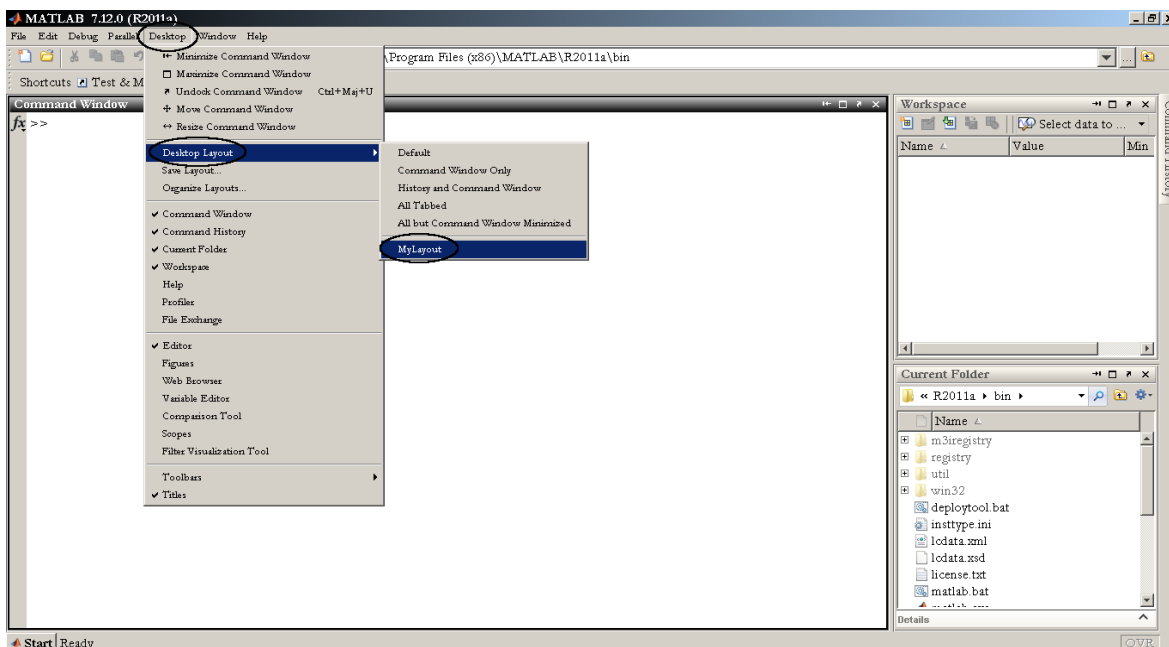 MATLAB 7.12.0 (R2011a)
File Edit Debug Parallel Desktop Window Help
\Program Files (x86)\MATLAB\R2011a\bin
Shortcuts Test & M
Command Window
fx >>
Minimize Command Window
Maximize Command Window
Undock Command Window Ctrl+Maj+U
Move Command Window
Resize Command Window
Desktop Layout
Save Layout...
Organize Layouts...
Command Window
Command History
Current Folder
Workspace
Help
Profiler
File Exchange
Editor
Figures
Web Browser
Variable Editor
Comparison Tool
Scopes
Filter Visualization Tool
Toolbars
Titles
Default
Command Window Only
History and Command Window
All Tabbed
All but Command Window Minimized
MyLayout
Workspace
Select data to ...
Name Value Min
Command History
Current Folder
« R2011a bin
Name
m3iregistry
registry
util
win32
deploytool.bat
insttype.ini
lcdata.xml
lcdata.xsd
license.txt
matlab.bat
Details
Start Ready
OVR